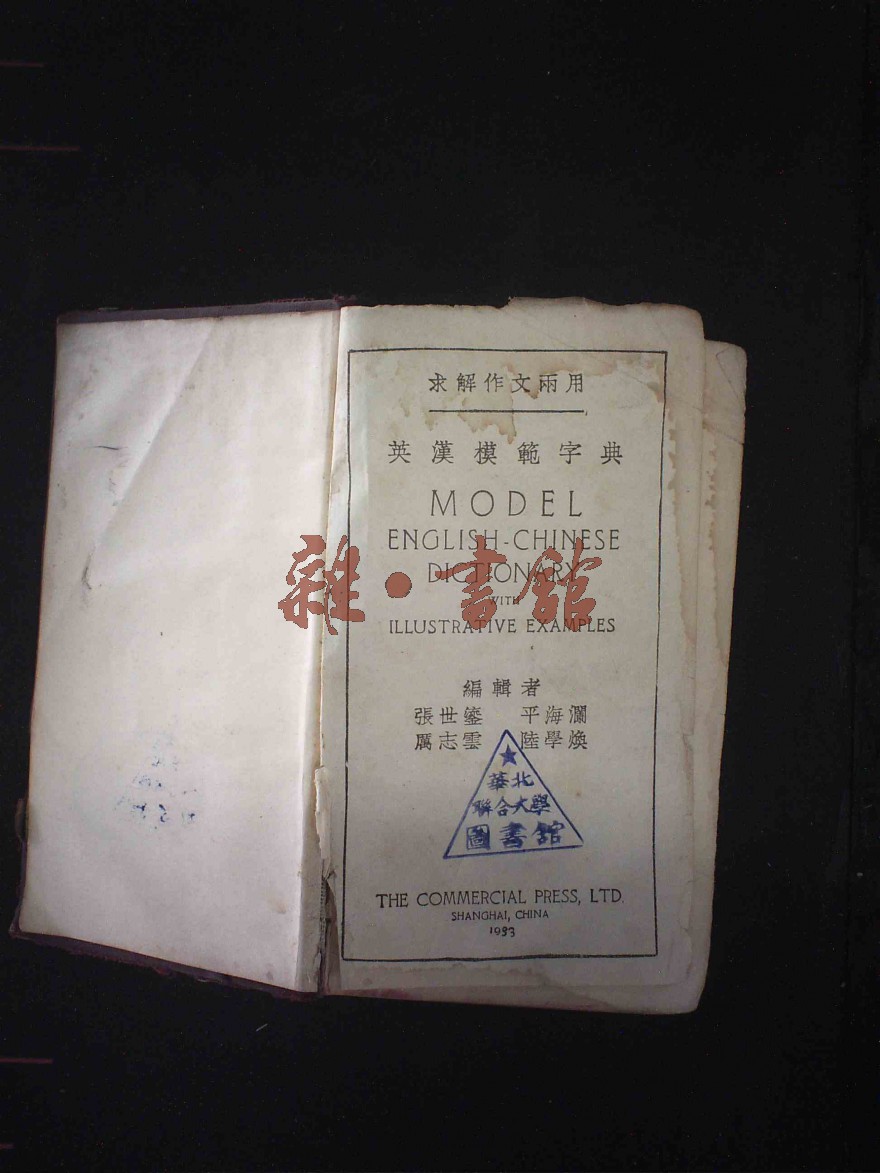 求解作文兩用
英漢模範字典
MODEL
ENGLISH-CHINESE
DICTIONARY
WITH
ILLUSTRATIVE EXAMPLES
雜·書館
編輯者
張世鎏 平海瀾
厲志雲 陸學煥
華北
聯合大學
圖書館
THE COMMERCIAL PRESS, LTD.
SHANGHAI, CHINA
1933